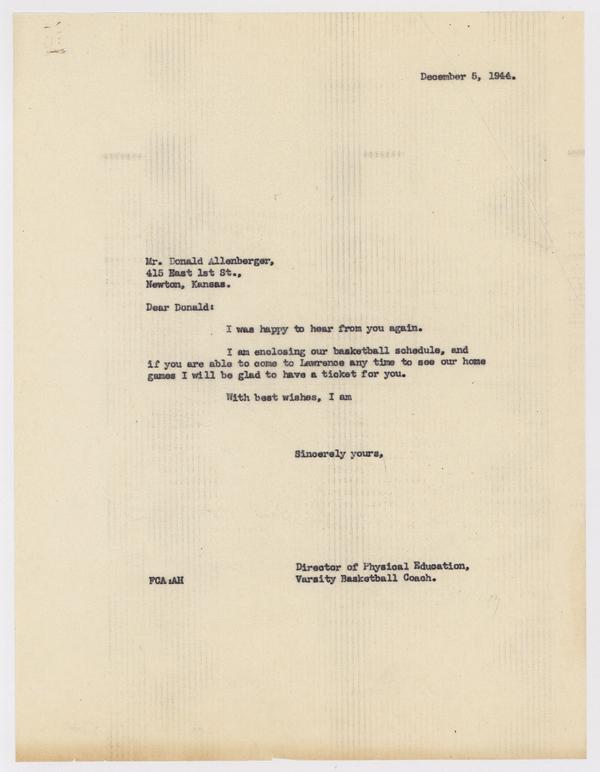 December 5, 1944.
Mr. Donald Allenberger,
415 East 1st St.,
Newton, Kansas.
Dear Donald:
I was happy to hear from you again.
I am enclosing our basketball schedule, and
if you are able to come to Lawrence any time to see our home
games I will be glad to have a ticket for you.
With best wishes, I am
Sincerely yours,
Director of Physical Education,
FCA:AH Varsity Basketball Coach.